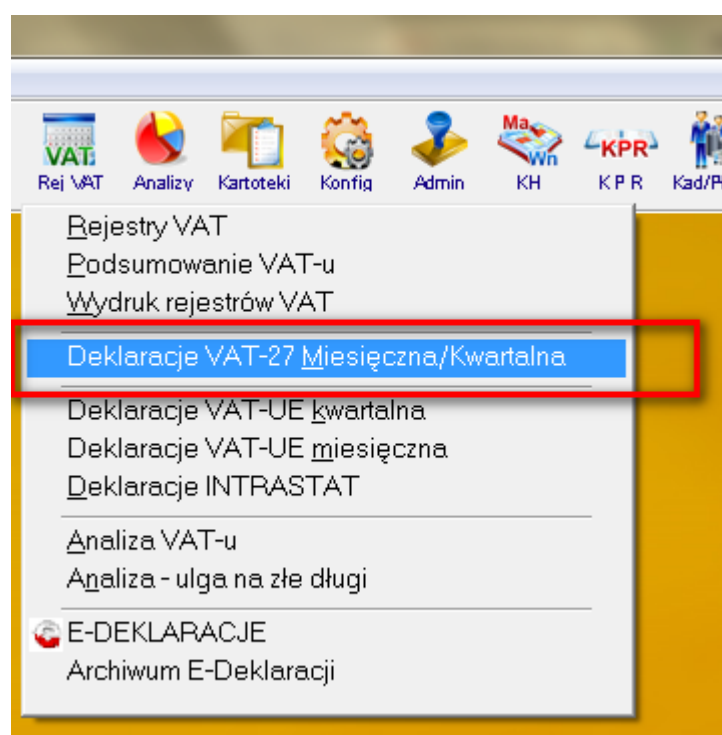 VAT
Ma
Wn
KPR
Rej VAT Analizy Kartoteki Konfig Admin KH K P R
Rejestry VAT
Podsumowanie VAT-u
Wydruk rejestrów VAT
Deklaracje VAT-27 Miesięczna/Kwartalna
Deklaracje VAT-UE kwartalna
Deklaracje VAT-UE miesięczna
Deklaracje INTRASTAT
Analiza VAT-u
Analiza - ulga na złe długi
E-DEKLARACJE
Archiwum E-Deklaracji